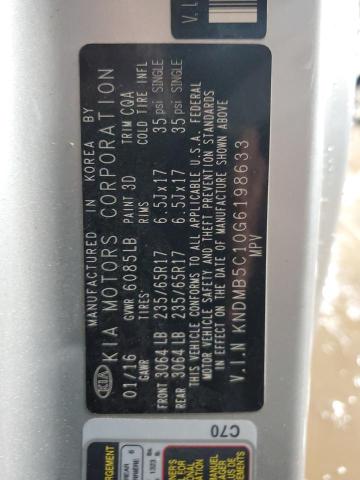 MANUFACTURED BY IN KOREA BY
KIA MOTORS CORPORATION
01/16 GVWR 6085LB PAINT 3D TRIM CQA
GAWR TIRES RIMS COLD TIRE INFL
FRONT 3064 LB 235/65R17 6.5Jx17 35 psi SINGLE
REAR 3064 LB 235/65R17 6.5Jx17 35 psi SINGLE
THIS VEHICLE CONFORMS TO ALL APPLICABLE U.S.A. FEDERAL
MOTOR VEHICLE SAFETY AND THEFT PREVENTION STANDARDS
IN EFFECT ON THE DATE OF MANUFACTURE SHOWN ABOVE
V.I.N KNDMB5C10G6198633
MPV
KIA
C70
V.I.N